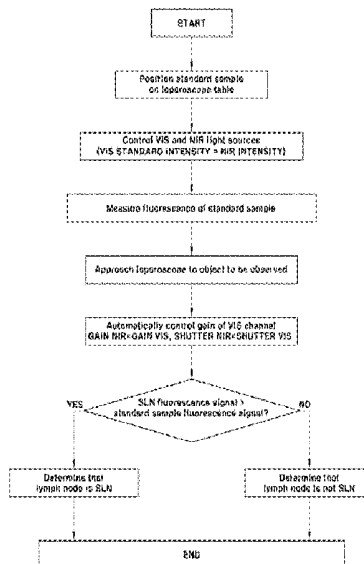 START
Position standard sample
on laparoscope table
Control VIS and NIR light sources
(VIS STANDARD INTENSITY = NIR INTENSITY)
Measure fluorescence of standard sample
Approach laparoscope to object to be observed
Automatically control gain of VIS channel
GAIN NIR<GAIN VIS, SHUTTER NIR<SHUTTER VIS
YES
SLN fluorescence signal >
standard sample fluorescence signal?
NO
Determine that
lymph node is SLN
Determine that
lymph node is not SLN
END